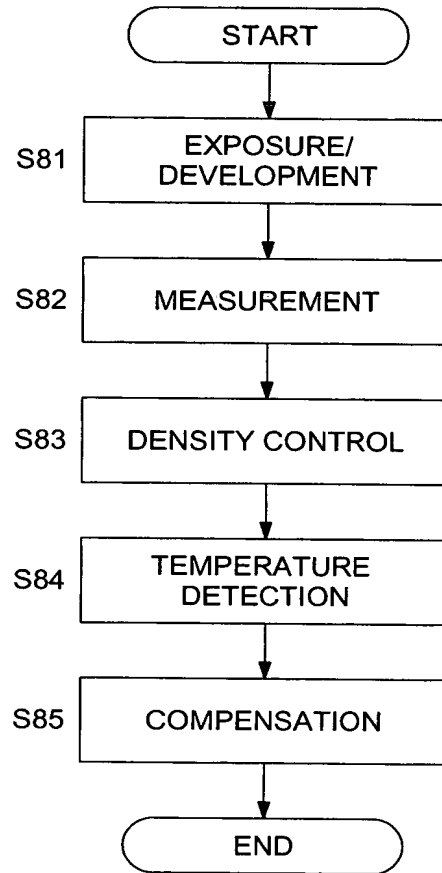 START
S81
EXPOSURE/
DEVELOPMENT
S82
MEASUREMENT
S83
DENSITY CONTROL
S84
TEMPERATURE
DETECTION
S85
COMPENSATION
END